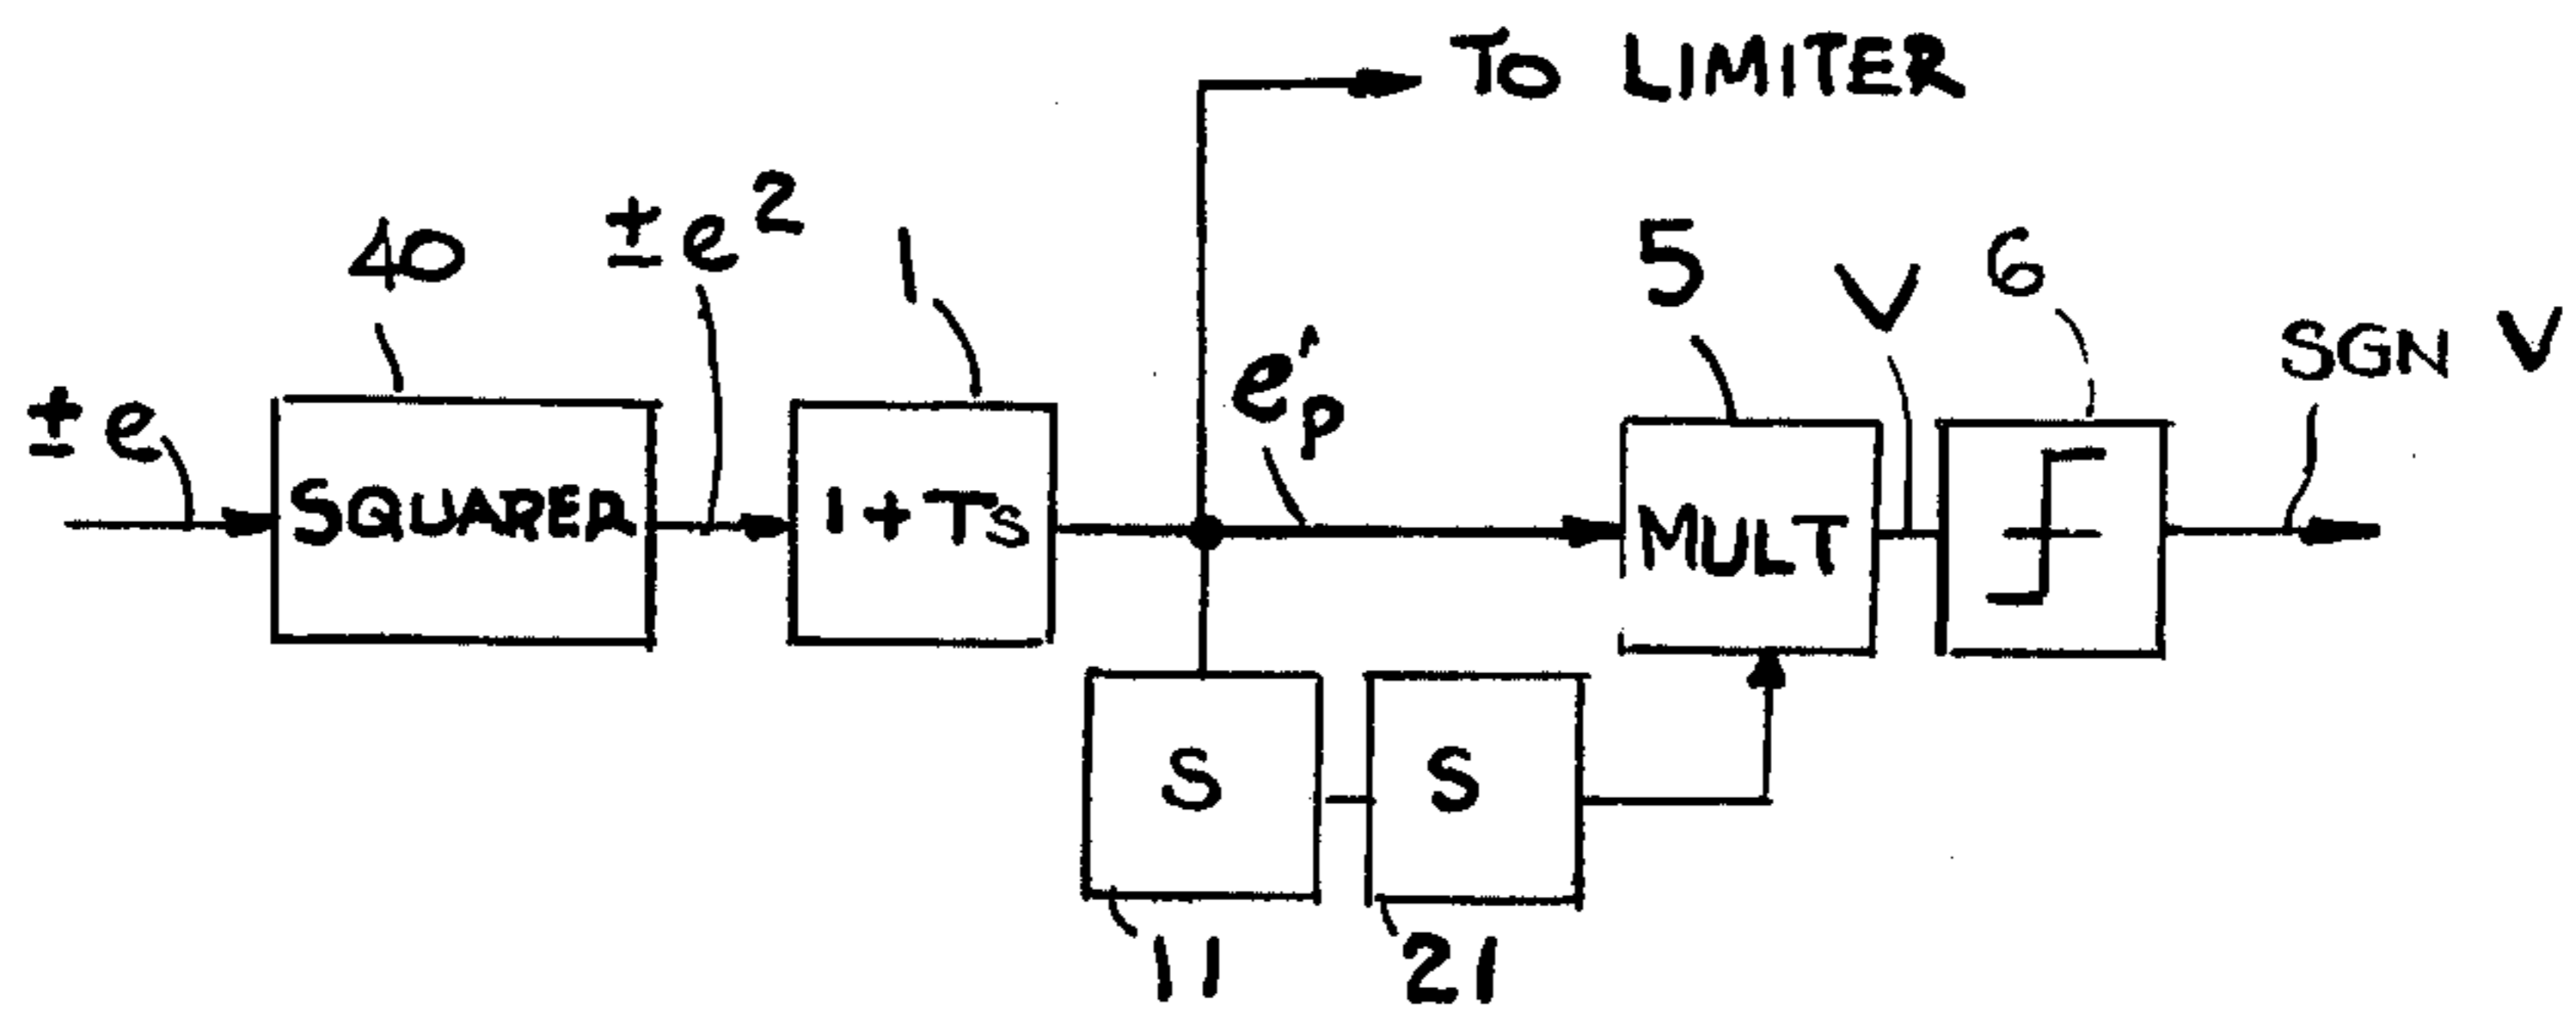 TO LIMITER
40
±e²
1
5
V
6
SGN V
±e
e'p
SQUARER
1+Ts
MULT
S
S
11
21